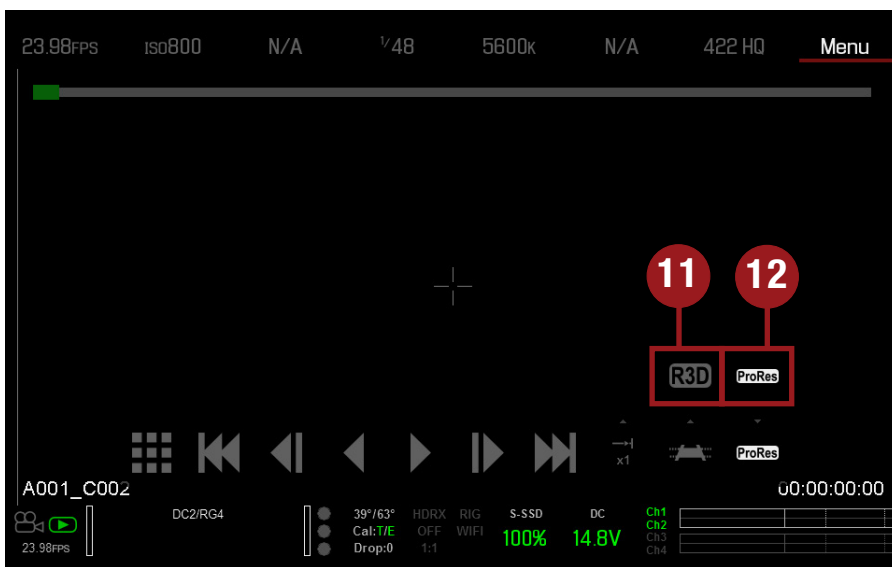 23.98FPS ISO800 N/A 1/48 5600K N/A 422 HQ Menu
11 12
R3D ProRes
x1 ProRes
A001_C002 00:00:00:00
DC2/RG4 39°/63° HDRX RIG S-SSD DC Ch1
Cal:T/E OFF WIFI 100% 14.8V Ch2
23.98FPS Drop:0 1:1 Ch3
Ch4